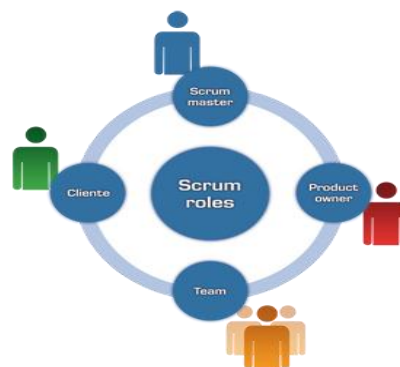 Scrum
master
Cliente
Scrum
roles
Product
owner
Team